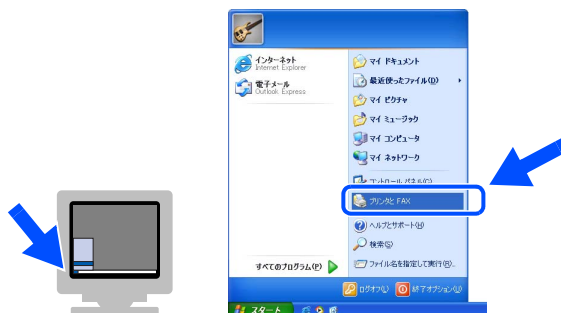 インターネット
Internet Explorer
電子メール
Outlook Express
すべてのプログラム(P)
マイ ドキュメント
最近使ったファイル(D)
マイ ピクチャ
マイ ミュージック
マイ コンピュータ
マイ ネットワーク
コントロール パネル(C)
プリンタと FAX
ヘルプとサポート(H)
検索(S)
ファイル名を指定して実行(R)...
ログオフ(L)
終了オプション(U)
スタート